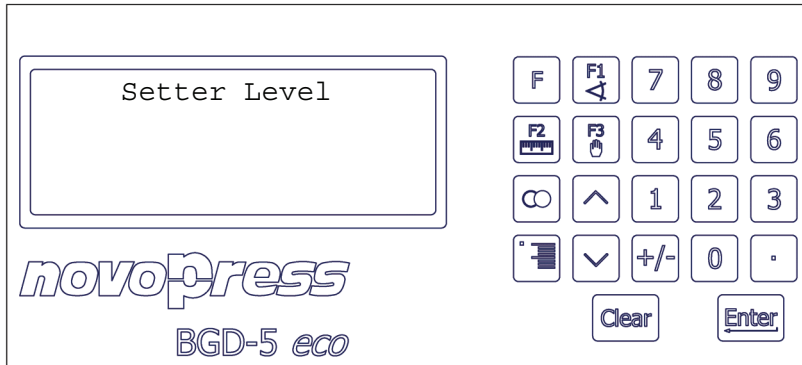 Setter Level
F F1 7 8 9
F2 F3 4 5 6
1 2 3
+/- 0 .
Clear Enter
novopress
BGD-5 eco